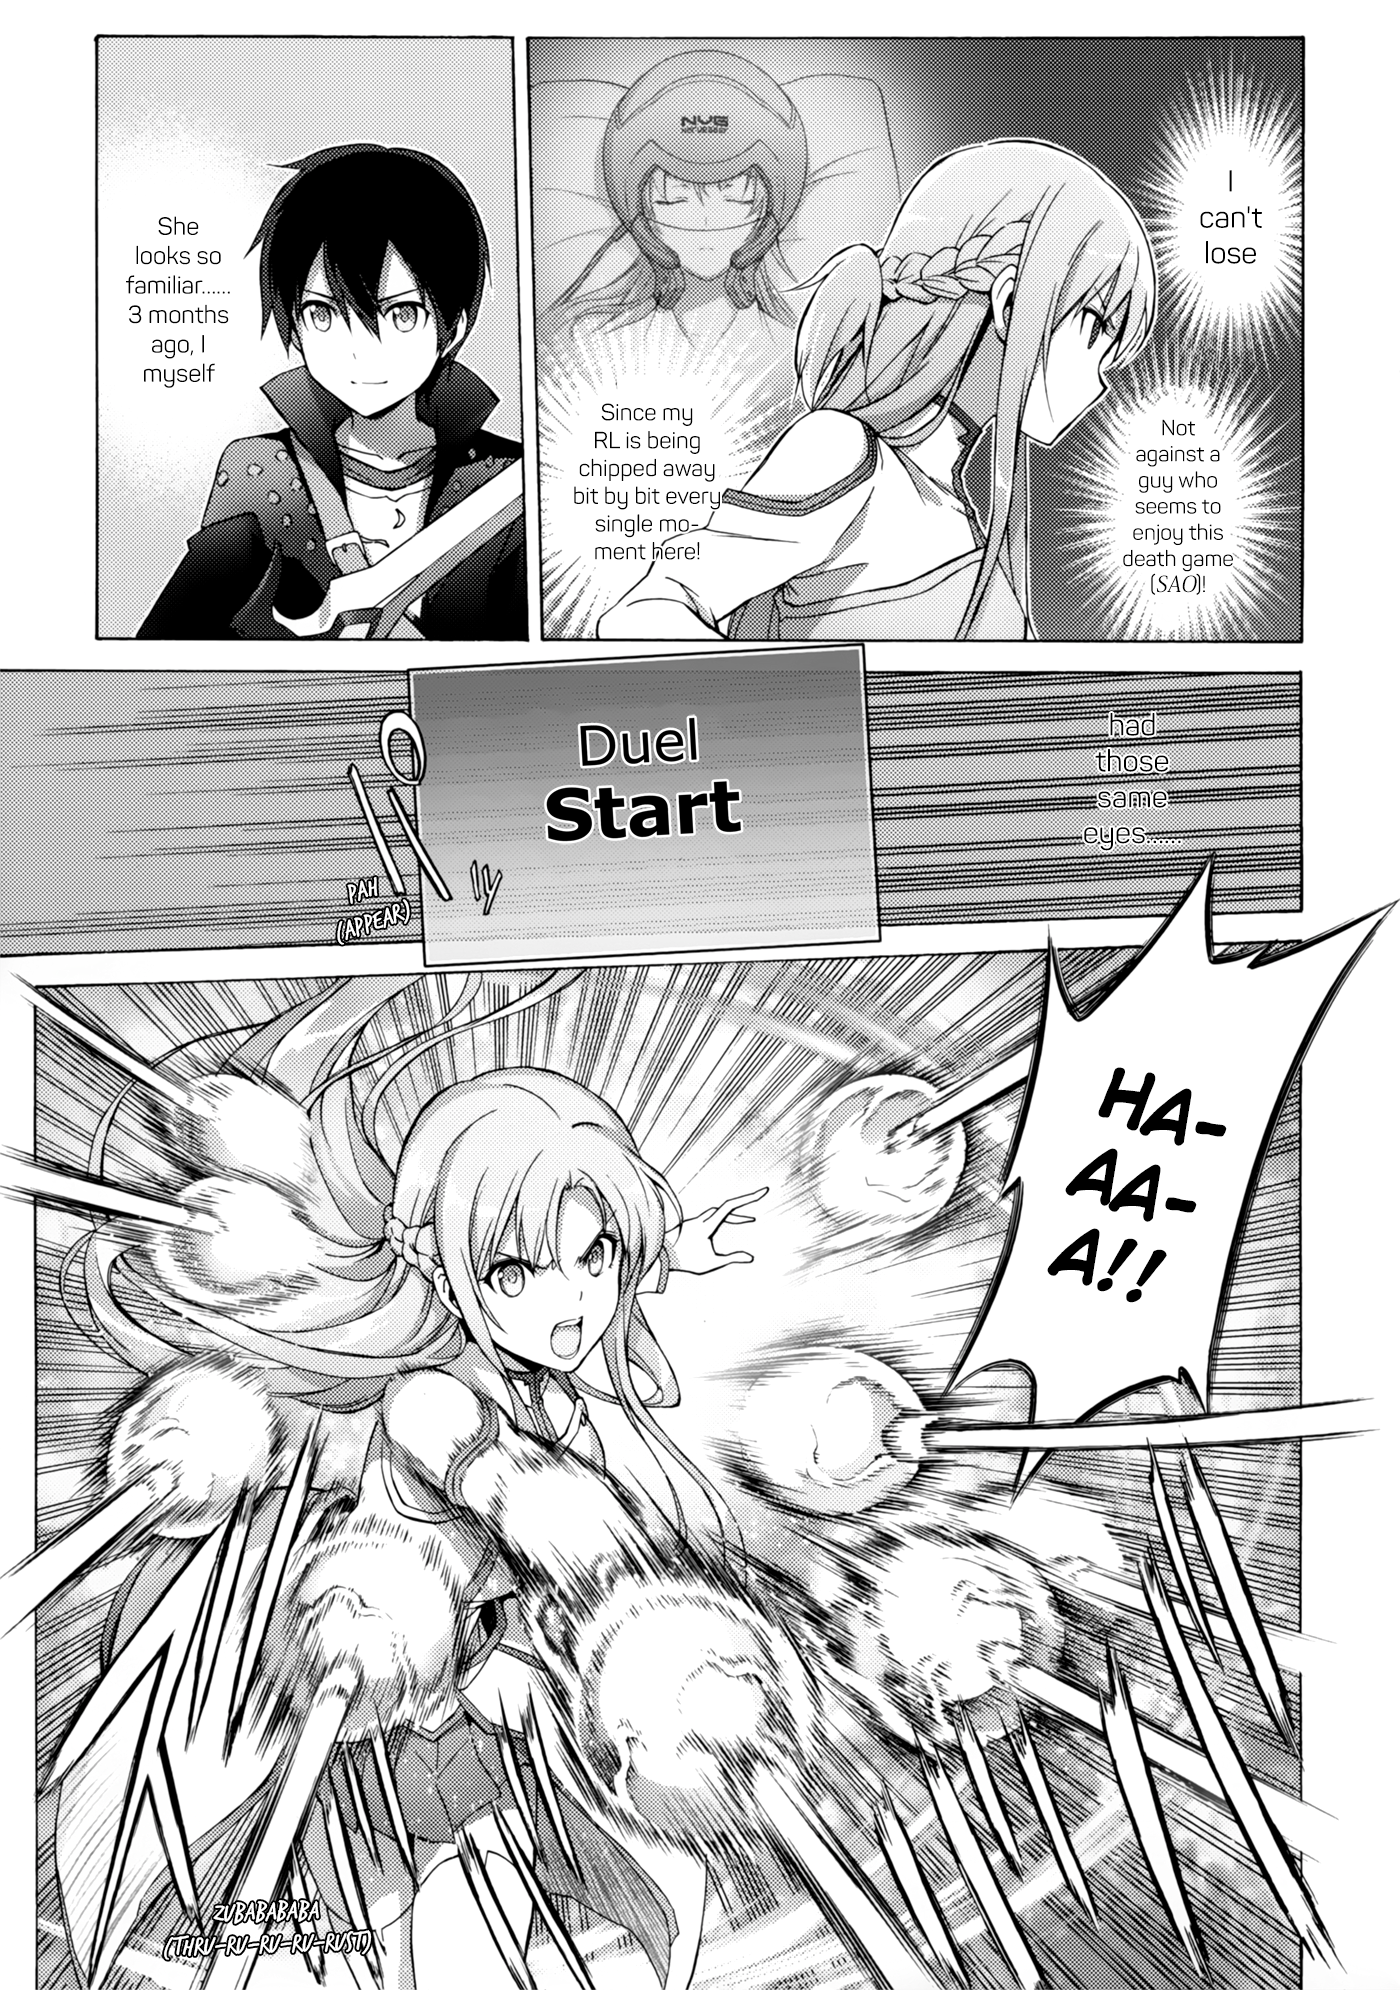 I
can't
lose
NVG
Not
against a
guy who
seems to
enjoy this
death game
(SAO)!
Since my
RL is being
chipped away
bit by bit every
single mo-
ment here!
She
looks so
familiar......
3 months
ago, I
myself
had
those
same
eyes......
Duel
Start
パッ
PAH
(APPEAR)
HA-
AA-
A!!
ZUBABABABA
(THRU-RU-RU-RU-RUST)